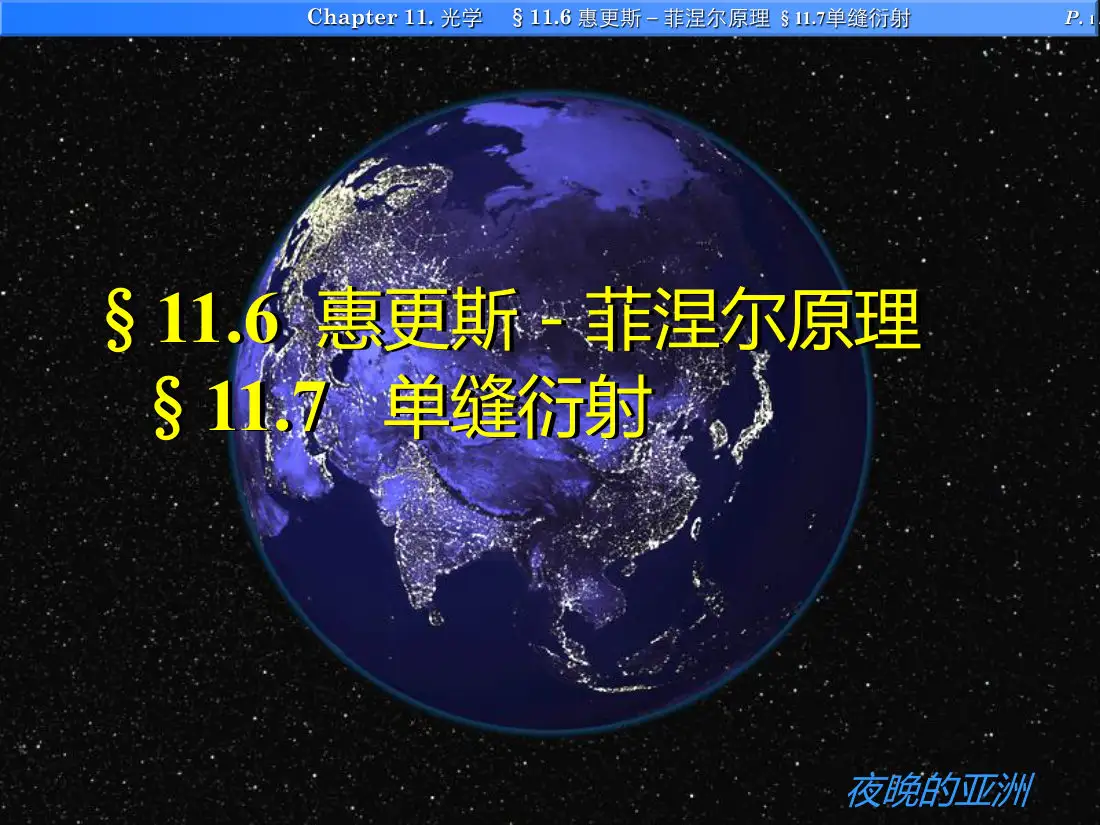 Chapter 11. 光学 § 11.6 惠更斯 – 菲涅尔原理 § 11.7单缝衍射 P. 1
§ 11.6 惠更斯 - 菲涅尔原理
§ 11.7 单缝衍射
夜晚的亚洲